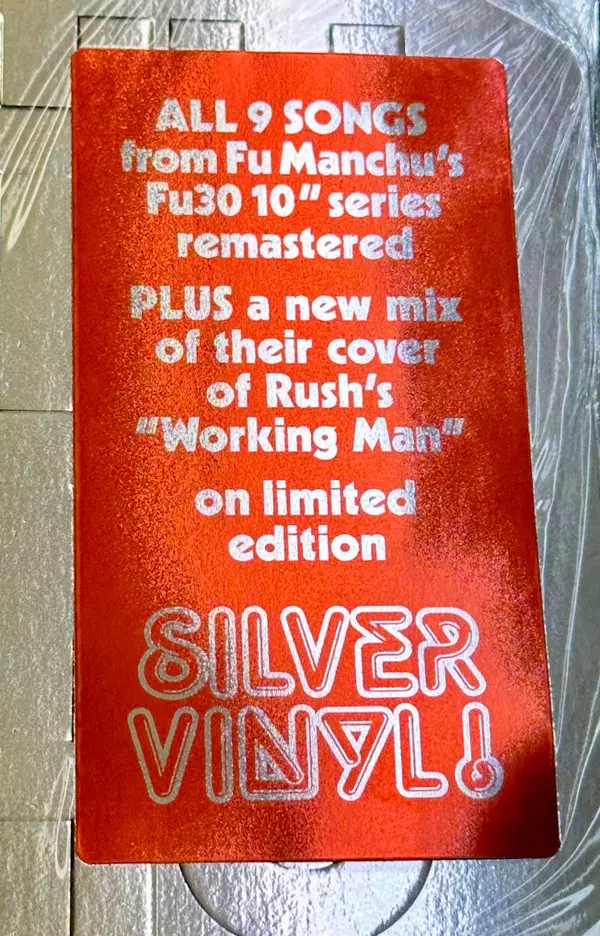 ALL 9 SONGS
from Fu Manchu's
Fu30 10" series
remastered
PLUS a new mix
of their cover
of Rush's
"Working Man"
on limited
edition
SILVER
VINYL!